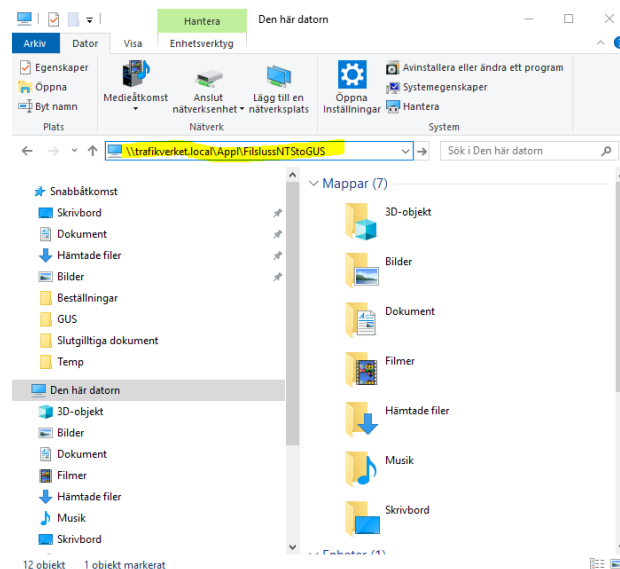 Hantera
Den här datorn
Arkiv
Dator
Visa
Enhetsverktyg
Egenskaper
Öppna
Byt namn
Plats
Medieåtkomst
Anslut
nätverksenhet
Lägg till en
nätverksplats
Nätverk
Öppna
Inställningar
Avinstallera eller ändra ett program
Systemegenskaper
Hantera
System
\\trafikverket.local\Appl\FilslussNTStoGUS
Sök i Den här datorn
Snabbåtkomst
Skrivbord
Dokument
Hämtade filer
Bilder
Beställningar
GUS
Slutgilltiga dokument
Temp
Den här datorn
3D-objekt
Bilder
Dokument
Filmer
Hämtade filer
Musik
Skrivbord
Mappar (7)
3D-objekt
Bilder
Dokument
Filmer
Hämtade filer
Musik
Skrivbord
Enheter (1)
12 objekt
1 objekt markerat